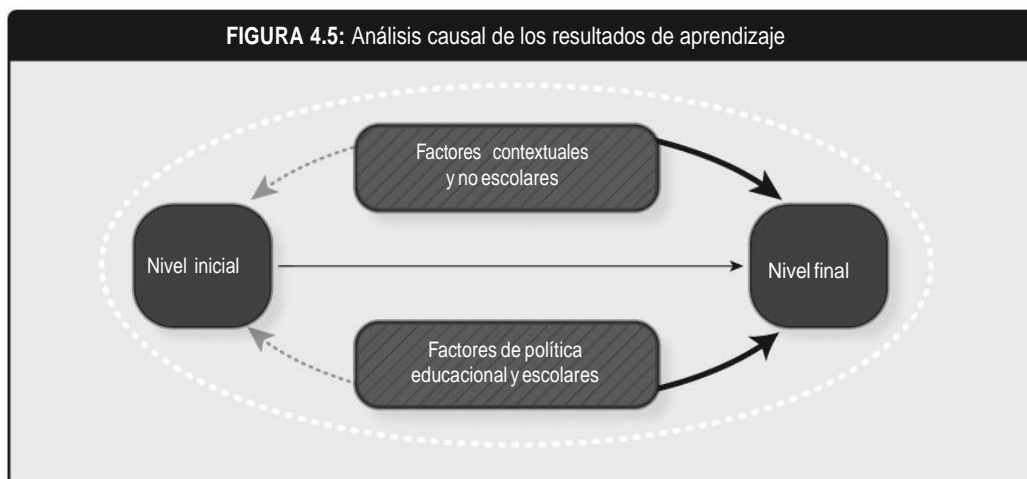 FIGURA 4.5: Análisis causal de los resultados de aprendizaje
Factores contextuales
y no escolares
Nivel inicial
Nivel final
Factores de política
educacional y escolares